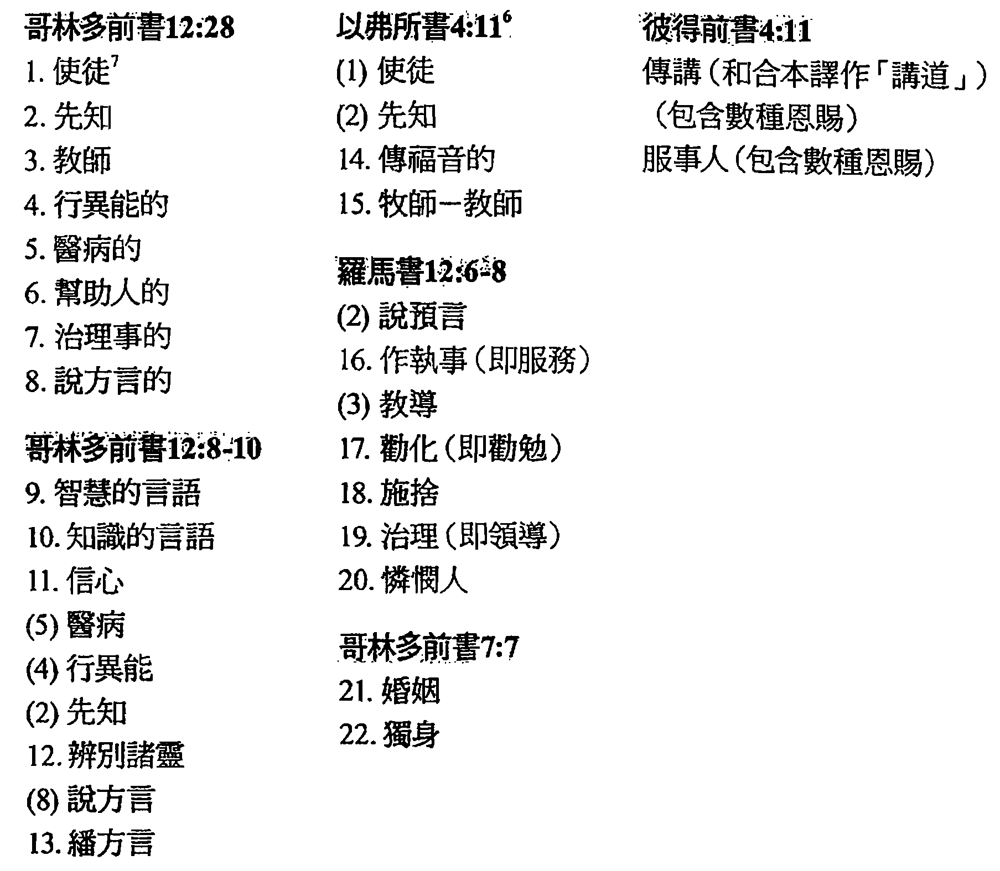 哥林多前書12:28
1. 使徒⁷
2. 先知
3. 教師
4. 行異能的
5. 醫病的
6. 幫助人的
7. 治理事的
8. 說方言的
哥林多前書12:8-10
9. 智慧的言語
10. 知識的言語
11. 信心
(5) 醫病
(4) 行異能
(2) 先知
12. 辨別諸靈
(8) 說方言
13. 繙方言
以弗所書4:11⁶
(1) 使徒
(2) 先知
14. 傳福音的
15. 牧師－教師
羅馬書12:6-8
(2) 說預言
16. 作執事（即服務）
(3) 教導
17. 勸化（即勸勉）
18. 施捨
19. 治理（即領導）
20. 憐憫人
哥林多前書7:7
21. 婚姻
22. 獨身
彼得前書4:11
傳講（和合本譯作「講道」）
（包含數種恩賜）
服事人（包含數種恩賜）